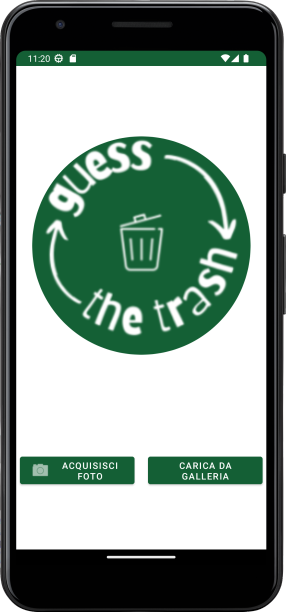 11:20
guess
the trash
ACQUISISCI
FOTO
CARICA DA
GALLERIA